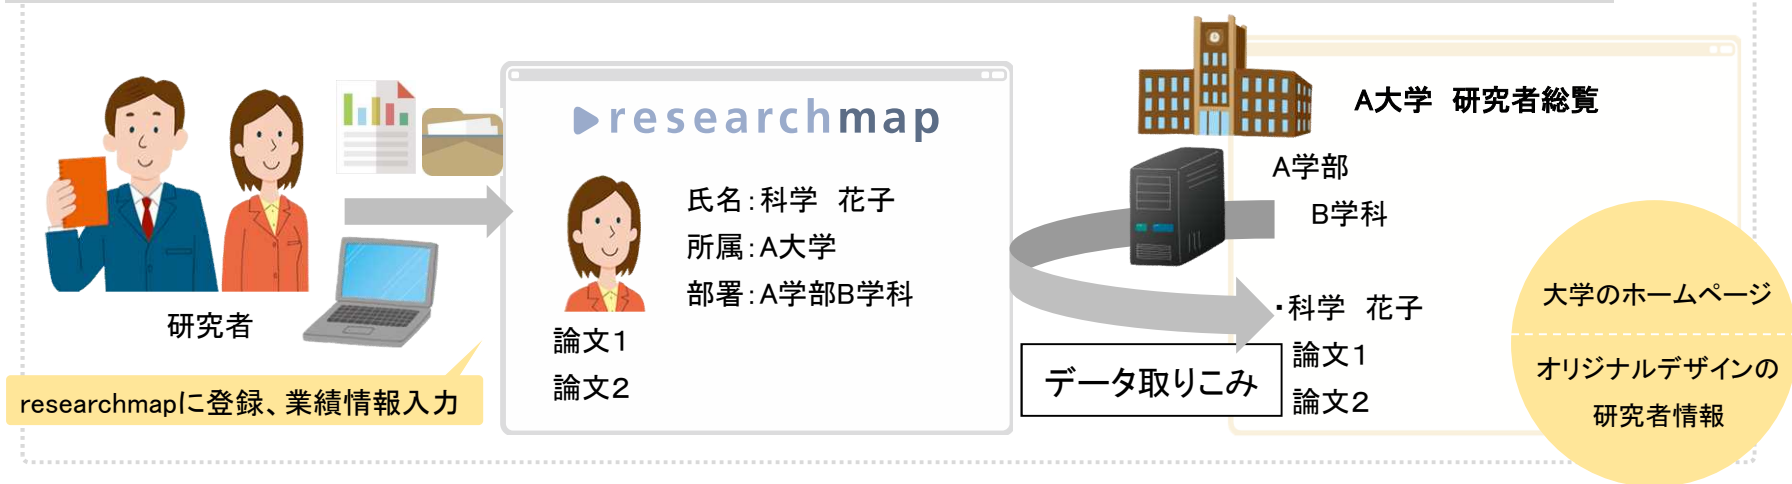 研究者
researchmapに登録、業績情報入力
researchmap
氏名：科学　花子
所属：A大学
部署：A学部B学科
論文１
論文２
データ取りこみ
A大学　研究者総覧
A学部
B学科
・科学　花子
論文１
論文２
大学のホームページ
オリジナルデザインの
研究者情報